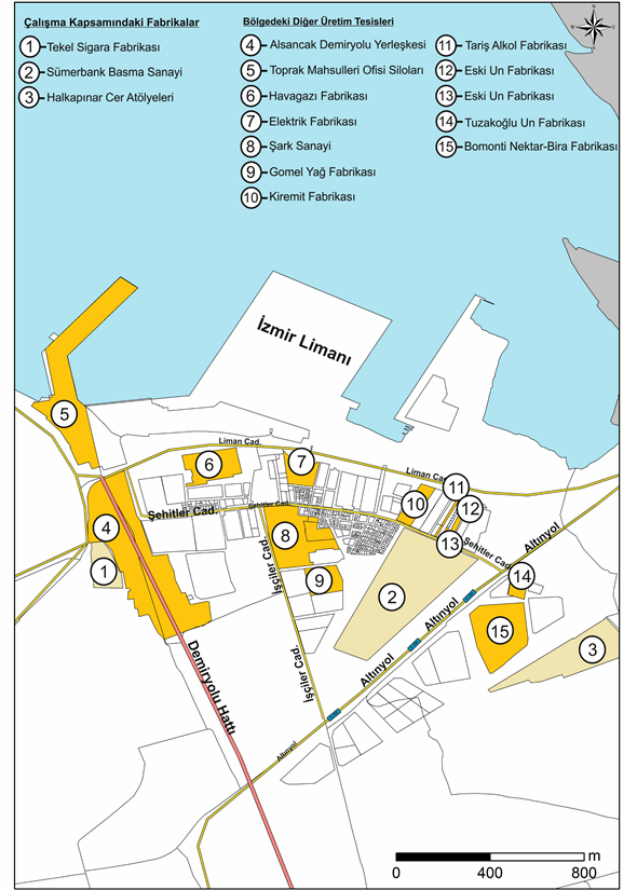 Çalışma Kapsamındaki Fabrikalar
1 Tekel Sigara Fabrikası
2 Sümerbank Basma Sanayi
3 Halkapınar Cer Atölyeleri
Bölgedeki Diğer Üretim Tesisleri
4 Alsancak Demiryolu Yerleşkesi
5 Toprak Mahsulleri Ofisi Siloları
6 Havagazı Fabrikası
7 Elektrik Fabrikası
8 Şark Sanayi
9 Gomel Yağ Fabrikası
10 Kiremit Fabrikası
11 Tariş Alkol Fabrikası
12 Eski Un Fabrikası
13 Eski Un Fabrikası
14 Tuzakoğlu Un Fabrikası
15 Bomonti Nektar-Bira Fabrikası
İzmir Limanı
5
Liman Cad.
6
7
Liman Cad.
11
10
12
4
Şehitler Cad.
Şehitler Cad.
8
13
Şehitler Cad.
Altınyol
1
İşçiler Cad.
9
2
14
Altınyol
15
3
Demiryolu Hattı
İşçiler Cad.
Altınyol
Altınyol
0
400
800
m